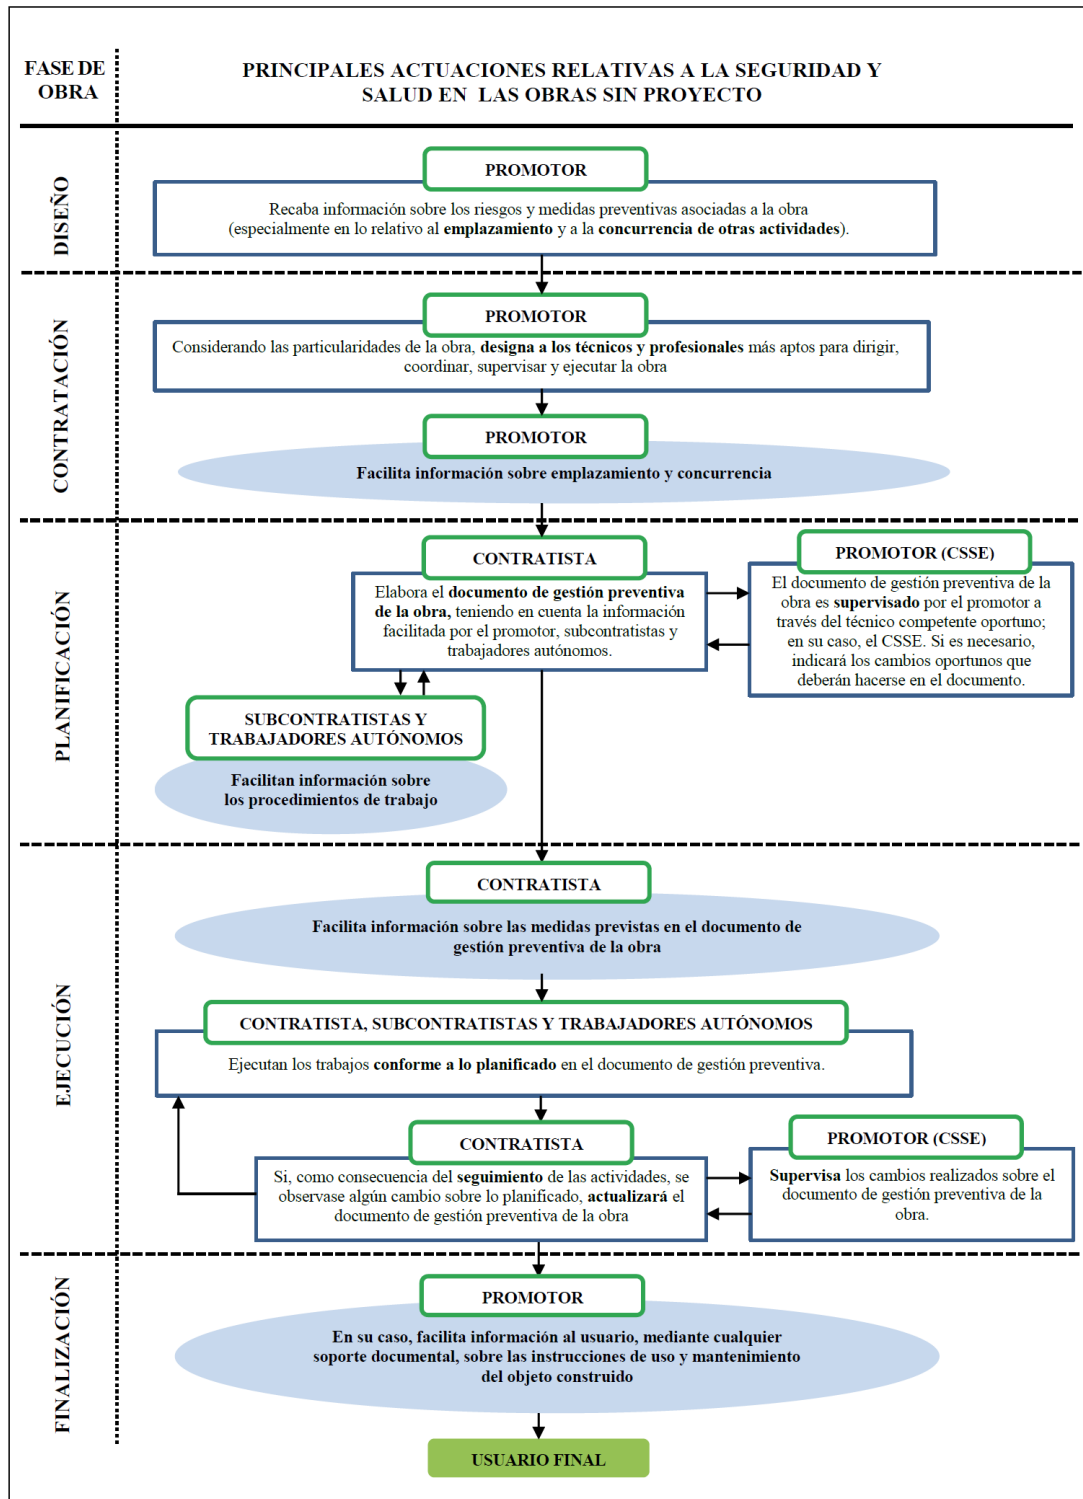 FASE DE
OBRA
PRINCIPALES ACTUACIONES RELATIVAS A LA SEGURIDAD Y
SALUD EN LAS OBRAS SIN PROYECTO
DISEÑO
PROMOTOR
Recaba información sobre los riesgos y medidas preventivas asociadas a la obra
(especialmente en lo relativo al emplazamiento y a la concurrencia de otras actividades).
CONTRATACIÓN
PROMOTOR
Considerando las particularidades de la obra, designa a los técnicos y profesionales más aptos para dirigir,
coordinar, supervisar y ejecutar la obra
PROMOTOR
Facilita información sobre emplazamiento y concurrencia
PLANIFICACIÓN
CONTRATISTA
Elabora el documento de gestión preventiva
de la obra, teniendo en cuenta la información
facilitada por el promotor, subcontratistas y
trabajadores autónomos.
PROMOTOR (CSSE)
El documento de gestión preventiva de la
obra es supervisado por el promotor a
través del técnico competente oportuno;
en su caso, el CSSE. Si es necesario,
indicará los cambios oportunos que
deberán hacerse en el documento.
SUBCONTRATISTAS Y
TRABAJADORES AUTÓNOMOS
Facilitan información sobre
los procedimientos de trabajo
EJECUCIÓN
CONTRATISTA
Facilita información sobre las medidas previstas en el documento de
gestión preventiva de la obra
CONTRATISTA, SUBCONTRATISTAS Y TRABAJADORES AUTÓNOMOS
Ejecutan los trabajos conforme a lo planificado en el documento de gestión preventiva.
CONTRATISTA
Si, como consecuencia del seguimiento de las actividades, se
observase algún cambio sobre lo planificado, actualizará el
documento de gestión preventiva de la obra
PROMOTOR (CSSE)
Supervisa los cambios realizados sobre el
documento de gestión preventiva de la
obra.
FINALIZACIÓN
PROMOTOR
En su caso, facilita información al usuario, mediante cualquier
soporte documental, sobre las instrucciones de uso y mantenimiento
del objeto construido
USUARIO FINAL